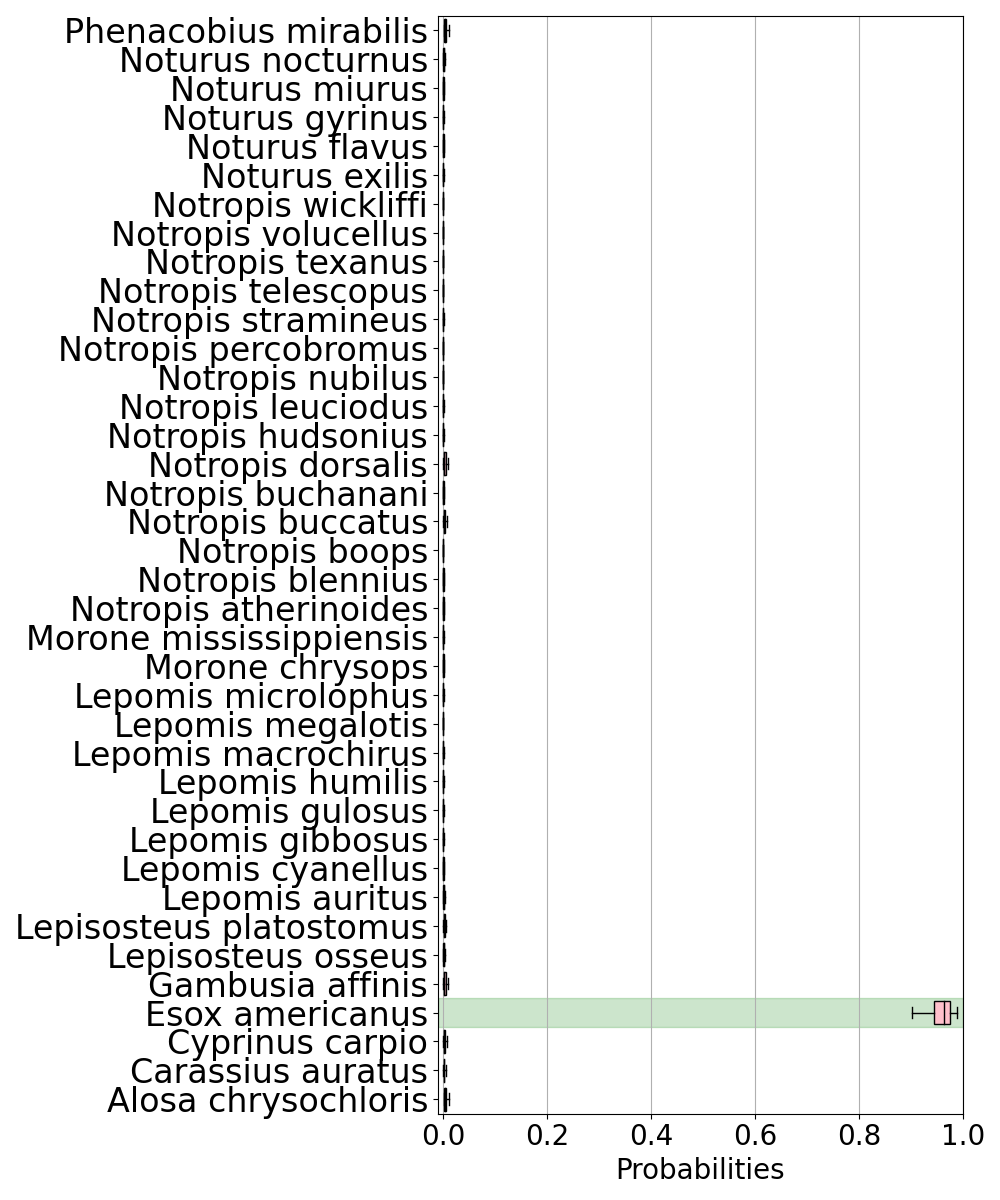 Phenacobius mirabilis
Noturus nocturnus
Noturus miurus
Noturus gyrinus
Noturus flavus
Noturus exilis
Notropis wickliffi
Notropis volucellus
Notropis texanus
Notropis telescopus
Notropis stramineus
Notropis percobromus
Notropis nubilus
Notropis leuciodus
Notropis hudsonius
Notropis dorsalis
Notropis buchanani
Notropis buccatus
Notropis boops
Notropis blennius
Notropis atherinoides
Morone mississippiensis
Morone chrysops
Lepomis microlophus
Lepomis megalotis
Lepomis macrochirus
Lepomis humilis
Lepomis gulosus
Lepomis gibbosus
Lepomis cyanellus
Lepomis auritus
Lepisosteus platostomus
Lepisosteus osseus
Gambusia affinis
Esox americanus
Cyprinus carpio
Carassius auratus
Alosa chrysochloris
0.0 0.2 0.4 0.6 0.8 1.0
Probabilities